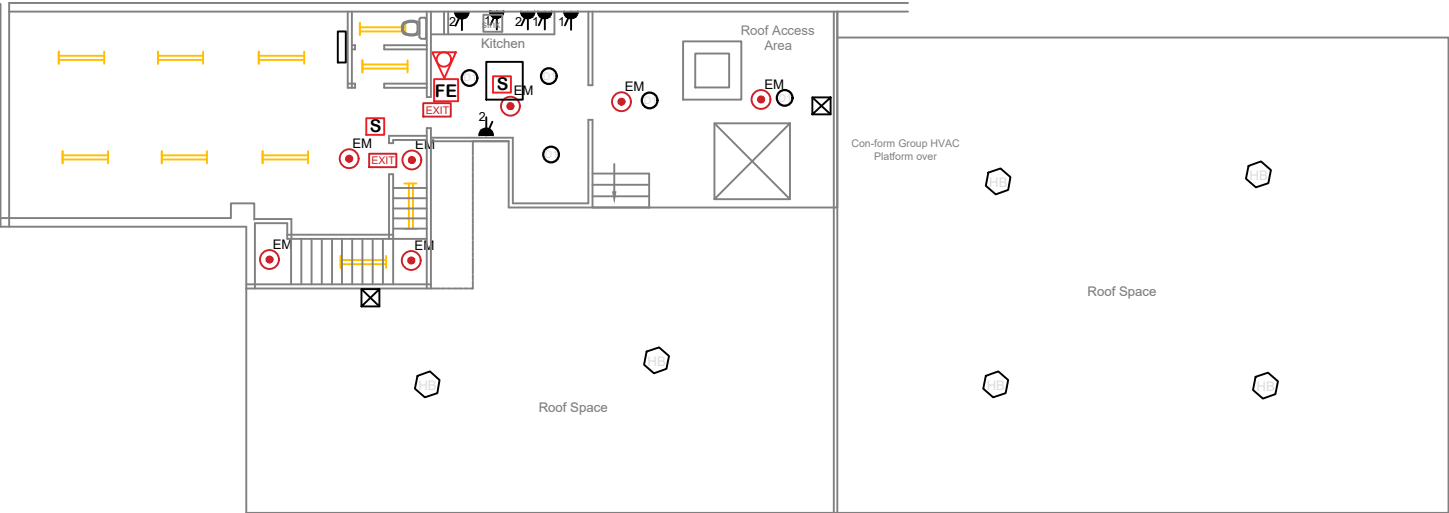 2
1
2
1
1
Kitchen
Roof Access
Area
FE
S
EM
EM
EM
EXIT
S
2
EM
EM
EXIT
Con-form Group HVAC
Platform over
HB
HB
EM
EM
Roof Space
HB
HB
HB
HB
Roof Space